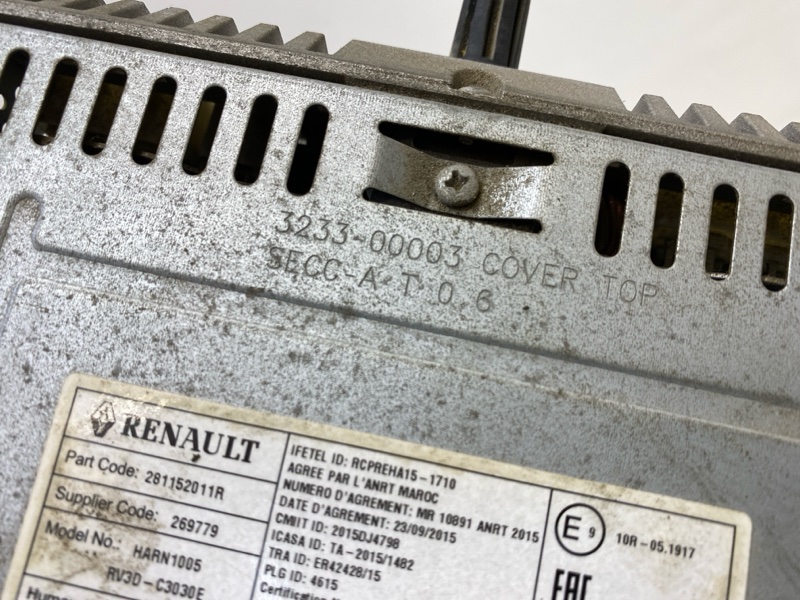 3233-00003 COVER TOP
SECC-A T 0.6
RENAULT
Part Code: 281152011R
Supplier Code: 269779
Model No: HARN1005
RV3D-C3030E
IFETEL ID: RCPREHA15-1710
AGREE PAR L'ANRT MAROC
NUMERO D'AGREMENT: MR 10891 ANRT 2015
DATE D'AGREMENT: 23/09/2015
CMIIT ID: 2015DJ4798
ICASA ID: TA-2015/1482
TRA ID: ER42428/15
PLG ID: 4615
Certification
E 9 10R-05.1917
EAC